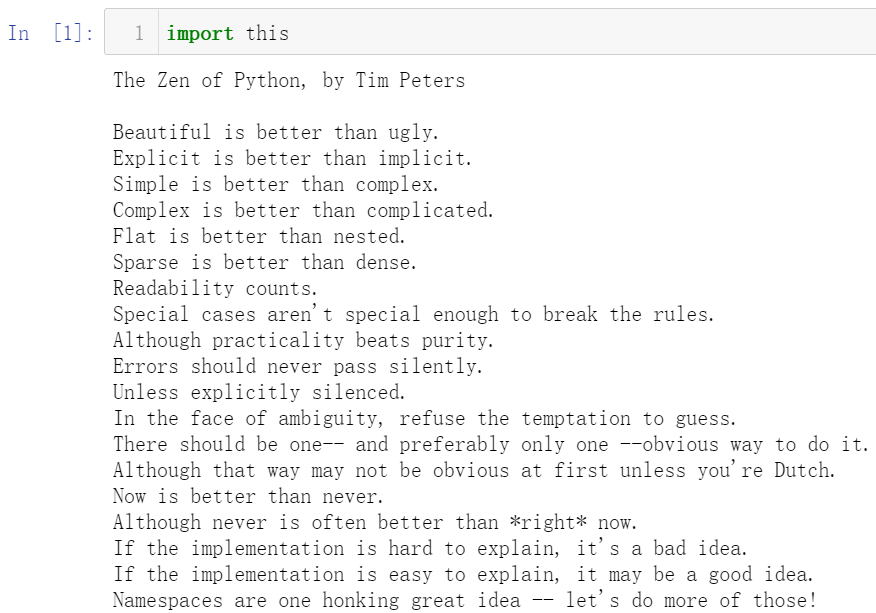 In [1]: 1 import this
The Zen of Python, by Tim Peters
Beautiful is better than ugly.
Explicit is better than implicit.
Simple is better than complex.
Complex is better than complicated.
Flat is better than nested.
Sparse is better than dense.
Readability counts.
Special cases aren't special enough to break the rules.
Although practicality beats purity.
Errors should never pass silently.
Unless explicitly silenced.
In the face of ambiguity, refuse the temptation to guess.
There should be one-- and preferably only one --obvious way to do it.
Although that way may not be obvious at first unless you're Dutch.
Now is better than never.
Although never is often better than *right* now.
If the implementation is hard to explain, it's a bad idea.
If the implementation is easy to explain, it may be a good idea.
Namespaces are one honking great idea -- let's do more of those!